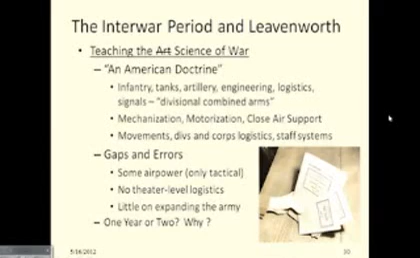 The Interwar Period and Leavenworth
• Teaching the Art Science of War
– "An American Doctrine"
• Infantry, tanks, artillery, engineering, logistics,
signals – "divisional combined arms"
• Mechanization, Motorization, Close Air Support
• Movements, divs and corps logistics, staff systems
– Gaps and Errors
• Some airpower (only tactical)
• No theater-level logistics
• Little on expanding the army
– One Year or Two? Why ?
5/16/2012